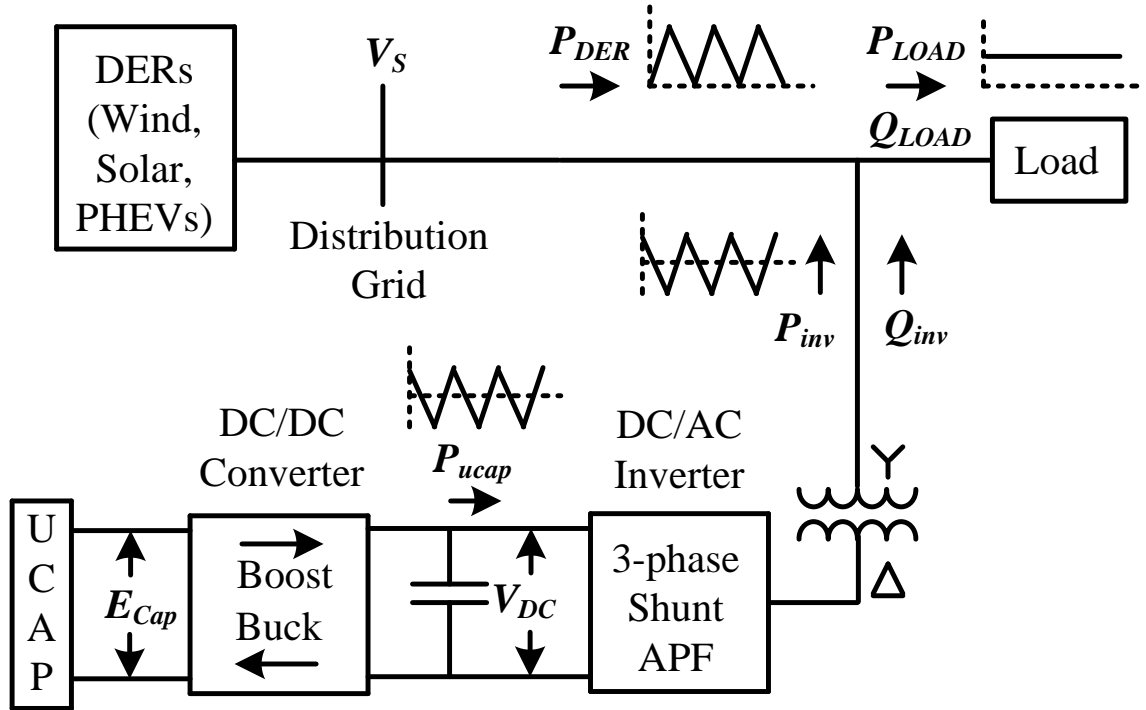 DERs
(Wind,
Solar,
PHEVs)
V_S
Distribution
Grid
P_DER
P_LOAD
Q_LOAD
Load
P_inv
Q_inv
DC/DC
Converter
P_ucap
DC/AC
Inverter
Y
Δ
U
C
A
P
E_Cap
Boost
Buck
V_DC
3-phase
Shunt
APF